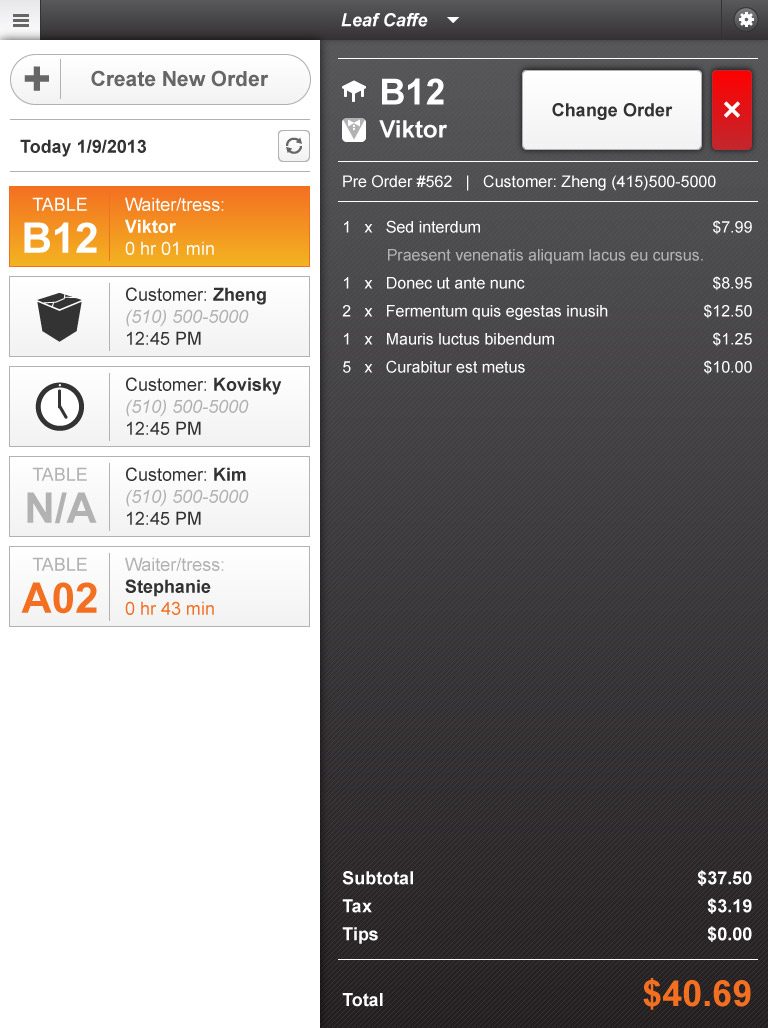 Leaf Caffe
Create New Order
Today 1/9/2013
TABLE
B12
Waiter/tress:
Viktor
0 hr 01 min
Customer: Zheng
(510) 500-5000
12:45 PM
Customer: Kovisky
(510) 500-5000
12:45 PM
TABLE
N/A
Customer: Kim
(510) 500-5000
12:45 PM
TABLE
A02
Waiter/tress:
Stephanie
0 hr 43 min
B12
Viktor
Change Order
Pre Order #562 | Customer: Zheng (415)500-5000
1 x Sed interdum $7.99
Praesent venenatis aliquam lacus eu cursus.
1 x Donec ut ante nunc $8.95
2 x Fermentum quis egestas inusih $12.50
1 x Mauris luctus bibendum $1.25
5 x Curabitur est metus $10.00
Subtotal $37.50
Tax $3.19
Tips $0.00
Total $40.69